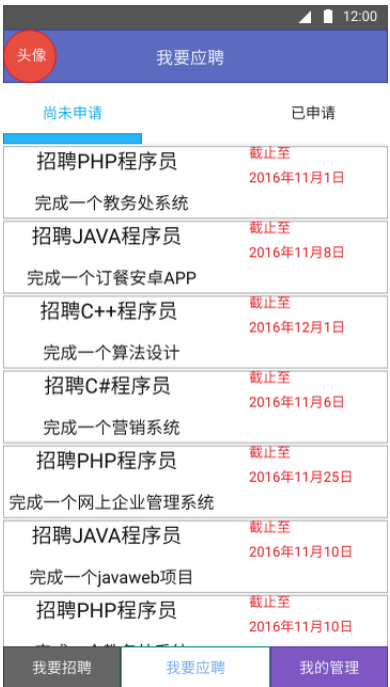 12:00
头像
我要应聘
尚未申请
已申请
招聘PHP程序员
截止至
2016年11月1日
完成一个教务处系统
招聘JAVA程序员
截止至
2016年11月8日
完成一个订餐安卓APP
招聘C++程序员
截止至
2016年12月1日
完成一个算法设计
招聘C#程序员
截止至
2016年11月6日
完成一个营销系统
招聘PHP程序员
截止至
2016年11月25日
完成一个网上企业管理系统
招聘JAVA程序员
截止至
2016年11月10日
完成一个javaweb项目
招聘PHP程序员
截止至
2016年11月10日
我要招聘
我要应聘
我的管理